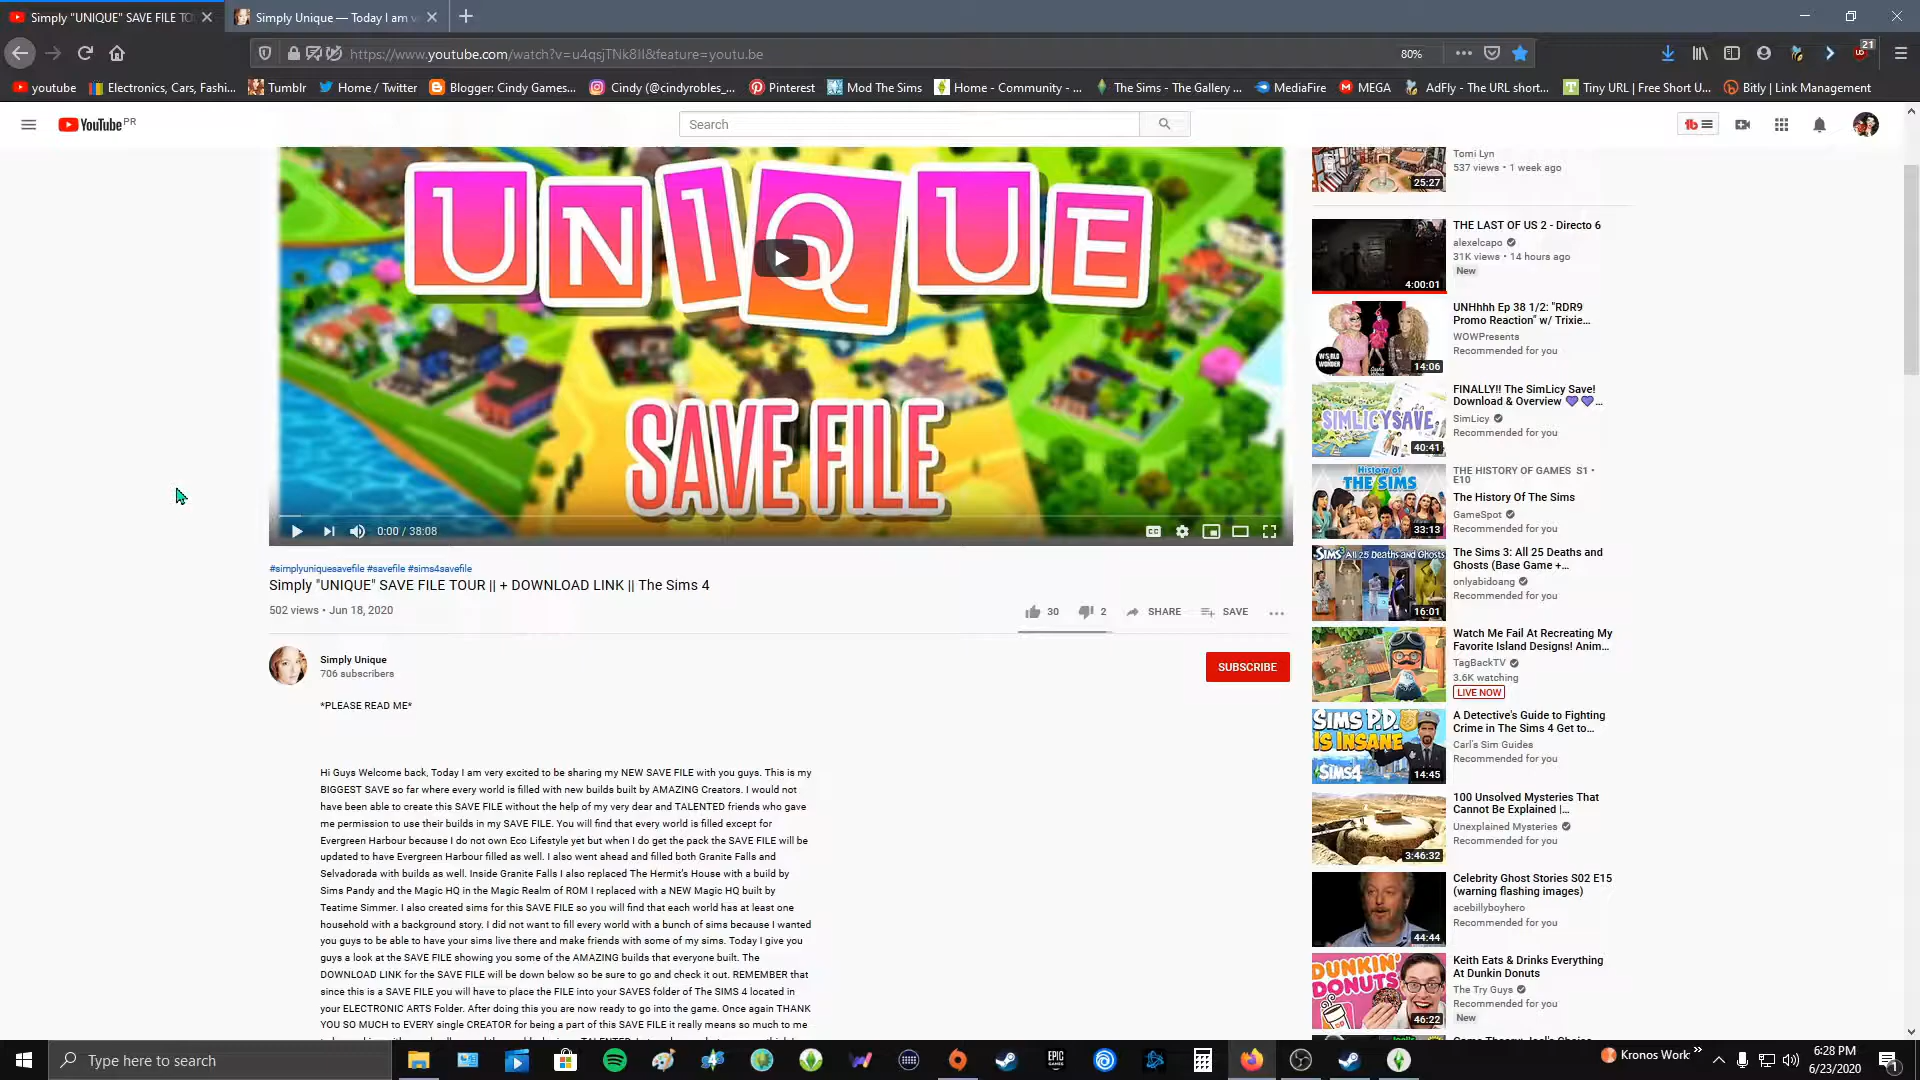 Simply "UNIQUE" SAVE FILE TO
Simply Unique — Today I am v
https://www.youtube.com/watch?v=u4qsjTNk8lI&feature=youtu.be
80%
21
youtube
Electronics, Cars, Fashi...
Tumblr
Home / Twitter
Blogger: Cindy Games...
Cindy (@cindyrobles_...
Pinterest
Mod The Sims
Home - Community - ...
The Sims - The Gallery ...
MediaFire
MEGA
AdFly - The URL short...
Tiny URL | Free Short U...
Bitly | Link Management
YouTube PR
Search
UNIQUE
SAVE FILE
0:00 / 38:08
#simplyuniquesavefile #savefile #sims4savefile
Simply "UNIQUE" SAVE FILE TOUR || + DOWNLOAD LINK || The Sims 4
502 views • Jun 18, 2020
30
2
SHARE
SAVE
Simply Unique
706 subscribers
SUBSCRIBE
*PLEASE READ ME*
Hi Guys Welcome back, Today I am very excited to be sharing my NEW SAVE FILE with you guys. This is my
BIGGEST SAVE so far where every world is filled with new builds built by AMAZING Creators. I would not
have been able to create this SAVE FILE without the help of my very dear and TALENTED friends who gave
me permission to use their builds in my SAVE FILE. You will find that every world is filled except for
Evergreen Harbour because I do not own Eco Lifestyle yet but when I do get the pack the SAVE FILE will be
updated to have Evergreen Harbour filled as well. I also went ahead and filled both Granite Falls and
Selvadorada with builds as well. Inside Granite Falls I also replaced The Hermit's House with a build by
Sims Pandy and the Magic HQ in the Magic Realm of ROM I replaced with a NEW Magic HQ built by
Teatime Simmer. I also created sims for this SAVE FILE so you will find that each world has at least one
household with a background story. I did not want to fill every world with a bunch of sims because I wanted
you guys to be able to have your sims live there and make friends with some of my sims. Today I give you
guys a look at the SAVE FILE showing you some of the AMAZING builds that everyone built. The
DOWNLOAD LINK for the SAVE FILE will be down below so be sure to go and check it out. REMEMBER that
since this is a SAVE FILE you will have to place the FILE into your SAVES folder of The SIMS 4 located in
your ELECTRONIC ARTS Folder. After doing this you are now ready to go into the game. Once again THANK
YOU SO MUCH to EVERY single CREATOR for being a part of this SAVE FILE it really means so much to me
Tomi Lyn
537 views • 1 week ago
25:27
THE LAST OF US 2 - Directo 6
alexelcapo
31K views • 14 hours ago
New
4:00:01
UNHhhh Ep 38 1/2: "RDR9
Promo Reaction" w/ Trixie...
WOWPresents
Recommended for you
WORLD OF WONDER
14:06
FINALLY!! The SimLicy Save!
Download & Overview 💜💜...
SimLicy
Recommended for you
SIMLICYSAVE
40:41
THE HISTORY OF GAMES S1 •
E10
The History Of The Sims
GameSpot
Recommended for you
History of
THE SIMS
33:13
The Sims 3: All 25 Deaths and
Ghosts (Base Game +...
onlyabidoang
Recommended for you
SIMS All 25 Deaths and Ghosts
16:01
Watch Me Fail At Recreating My
Favorite Island Designs! Anim...
TagBackTV
3.6K watching
LIVE NOW
A Detective's Guide to Fighting
Crime in The Sims 4 Get to...
Carl's Sim Guides
Recommended for you
SIMS P.D.
IS INSANE
SIMS4
14:45
100 Unsolved Mysteries That
Cannot Be Explained |...
Unexplained Mysteries
Recommended for you
3:46:32
Celebrity Ghost Stories S02 E15
(warning flashing images)
acebillyboyhero
Recommended for you
44:44
Keith Eats & Drinks Everything
At Dunkin Donuts
The Try Guys
Recommended for you
New
DUNKIN'
DONUTS
46:22
Type here to search
EPIC
GAMES
Kronos Work
6:28 PM
6/23/2020
1